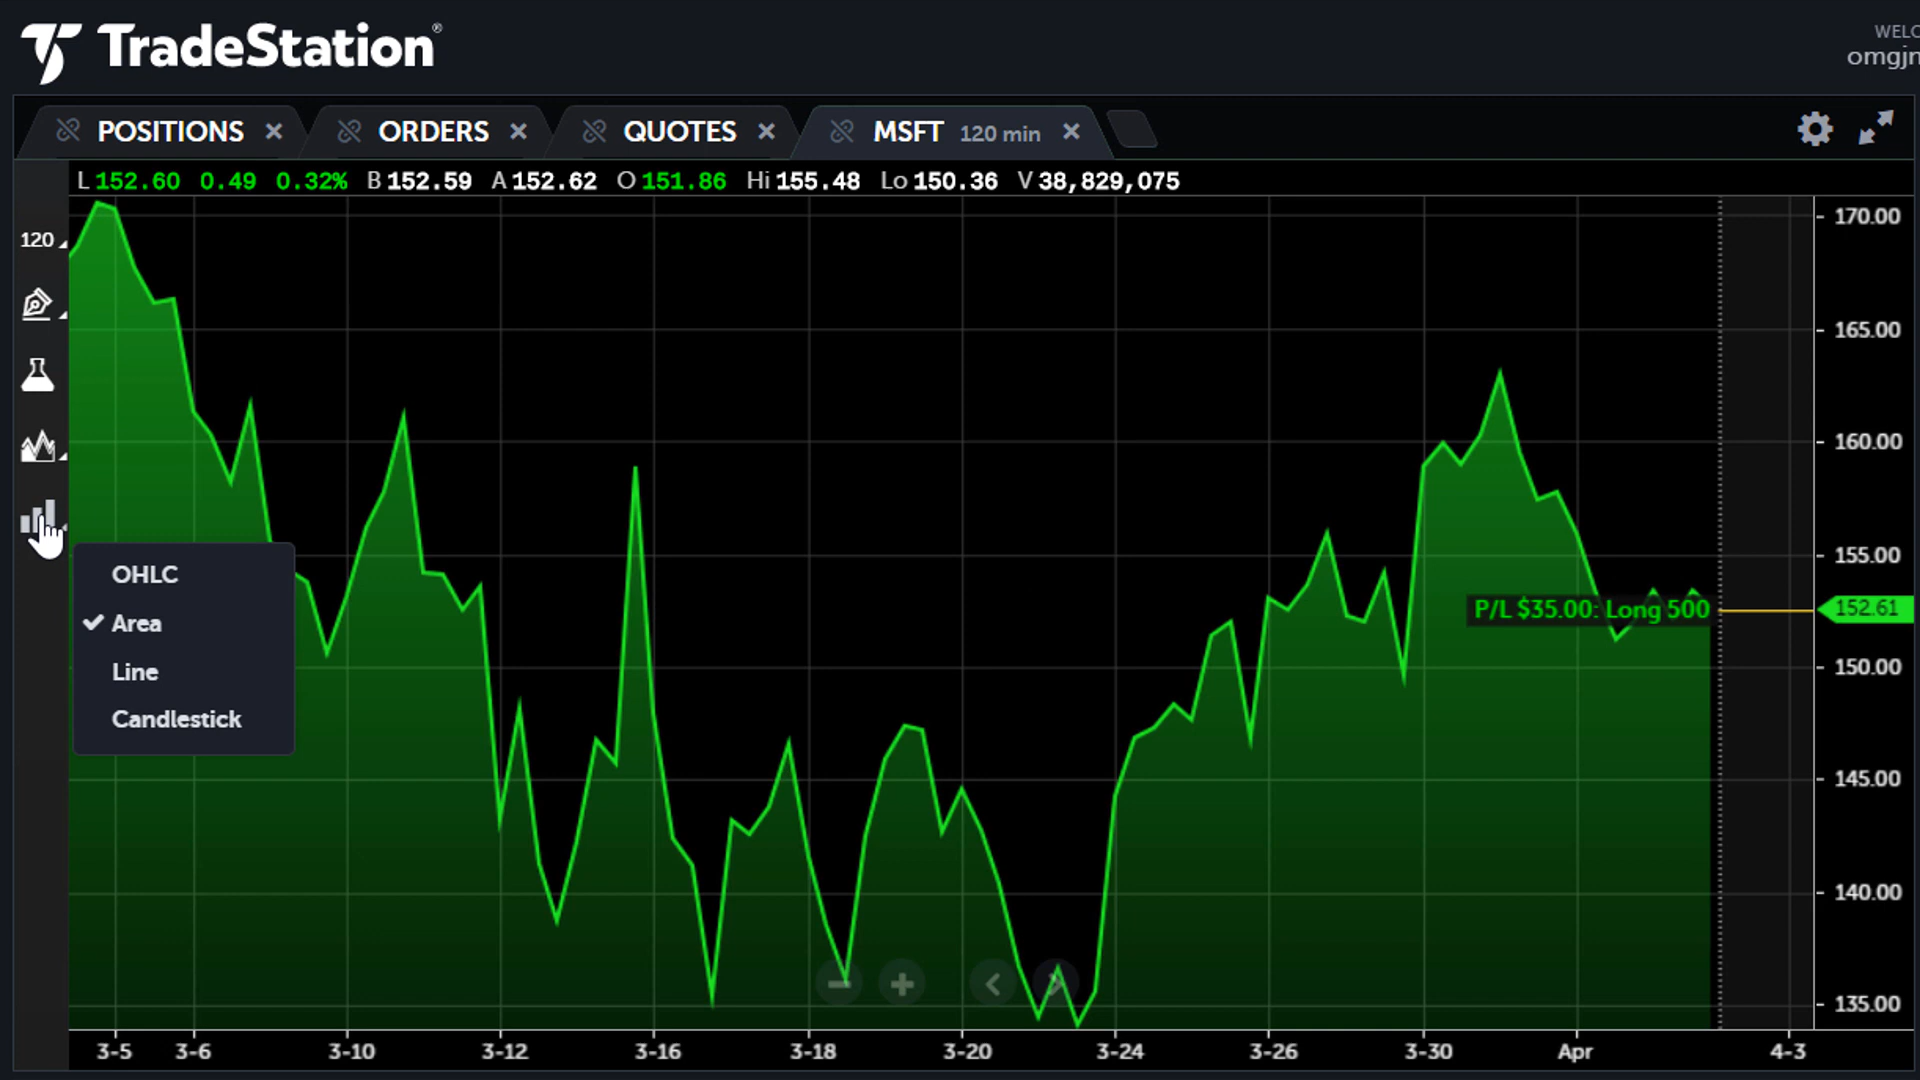 TradeStation®
WELC
omgjn
POSITIONS
ORDERS
QUOTES
MSFT 120 min
L 152.60 0.49 0.32% B 152.59 A 152.62 O 151.86 Hi 155.48 Lo 150.36 V 38,829,075
120
170.00
165.00
160.00
155.00
152.61
150.00
145.00
140.00
135.00
P/L $35.00: Long 500
OHLC
Area
Line
Candlestick
3-5 3-6 3-10 3-12 3-16 3-18 3-20 3-24 3-26 3-30 Apr 4-3